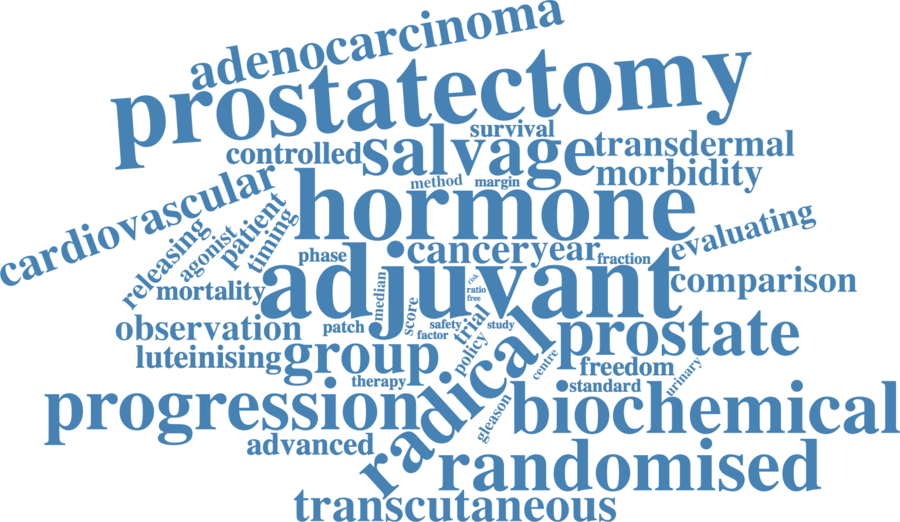 adenocarcinoma
prostatectomy
survival
controlled
salvage
transdermal
morbidity
method
margin
cardiovascular
hormone
releasing
agonist
patient
timing
phase
cancer
year
fraction
evaluating
mortality
adjuvant
comparison
median
score
risk
ratio
free
observation
patch
safety
factor
trial
study
policy
prostate
luteinising
group
radical
centre
freedom
therapy
standard
urinary
progression
gleason
biochemical
advanced
randomised
transcutaneous